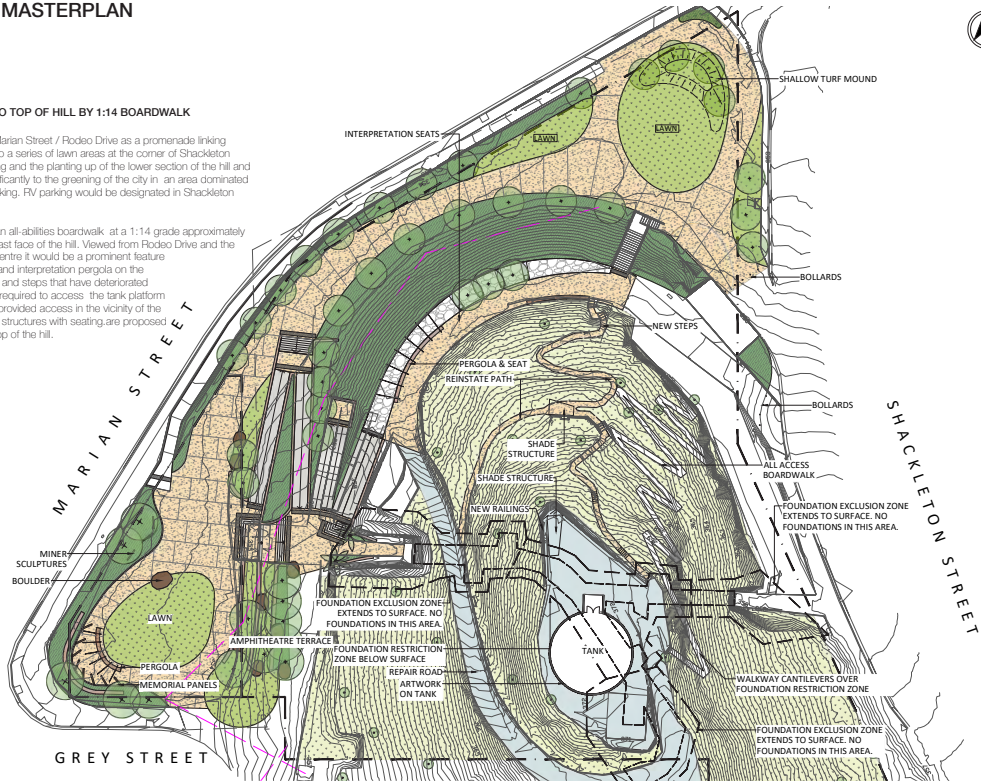 MASTERPLAN
O TOP OF HILL BY 1:14 BOARDWALK
Marian Street / Rodeo Drive as a promenade linking
o a series of lawn areas at the corner of Shackleton
g and the planting up of the lower section of the hill and
ficantly to the greening of the city in an area dominated
king. RV parking would be designated in Shackleton
n all-abilities boardwalk at a 1:14 grade approximately
ast face of the hill. Viewed from Rodeo Drive and the
entre it would be a prominent feature
and interpretation pergola on the
and steps that have deteriorated
required to access the tank platform
provided access in the vicinity of the
structures with seating.are proposed
op of the hill.
SHALLOW TURF MOUND
INTERPRETATION SEATS
LAWN
LAWN
BOLLARDS
NEW STEPS
PERGOLA & SEAT
REINSTATE PATH
BOLLARDS
MARIAN STREET
SHACKLETON STREET
SHADE
STRUCTURE
ALL ACCESS
BOARDWALK
SHADE STRUCTURE
NEW RAILINGS
FOUNDATION EXCLUSION ZONE
EXTENDS TO SURFACE. NO
FOUNDATIONS IN THIS AREA.
MINER
SCULPTURES
BOULDER
LAWN
FOUNDATION EXCLUSION ZONE
EXTENDS TO SURFACE. NO
FOUNDATIONS IN THIS AREA.
AMPHITHEATRE TERRACE
FOUNDATION RESTRICTION
ZONE BELOW SURFACE
TANK
PERGOLA
REPAIR ROAD
MEMORIAL PANELS
ARTWORK
ON TANK
WALKWAY CANTILEVERS OVER
FOUNDATION RESTRICTION ZONE
FOUNDATION EXCLUSION ZONE
EXTENDS TO SURFACE. NO
FOUNDATIONS IN THIS AREA.
GREY STREET